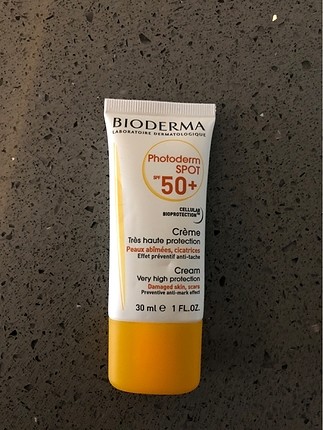 BIODERMA
LABORATOIRE DERMATOLOGIQUE
Photoderm
SPOT
SPF 50+
CELLULAR
BIOPROTECTION
Crème
Très haute protection
Peaux abîmées, cicatrices
Effet préventif anti-tache
Cream
Very high protection
Damaged skin, scars
Preventive anti-mark effect
30 ml ℮ 1 FL.OZ.